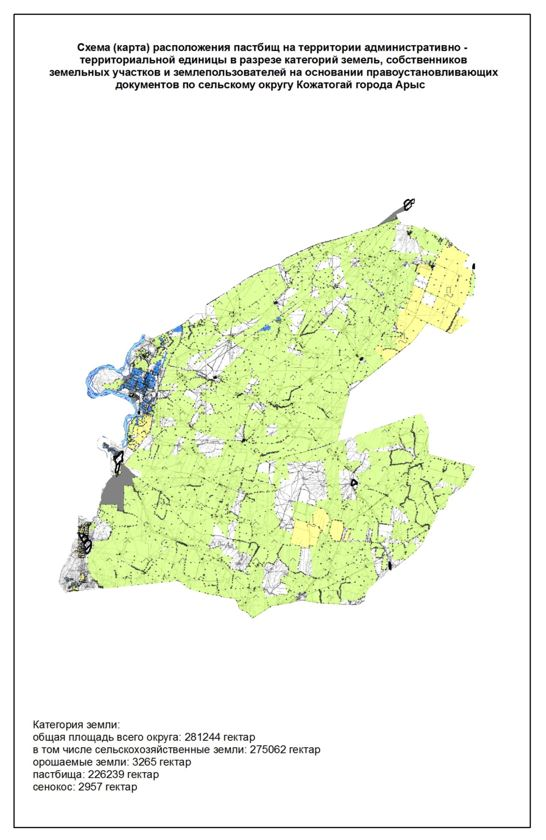 Схема (карта) расположения пастбищ на территории административно -
территориальной единицы в разрезе категорий земель, собственников
земельных участков и землепользователей на основании правоустановливающих
документов по сельскому округу Кожатогай города Арыс
Категория земли:
общая площадь всего округа: 281244 гектар
в том числе сельскохозяйственные земли: 275062 гектар
орошаемые земли: 3265 гектар
пастбища: 226239 гектар
сенокос: 2957 гектар